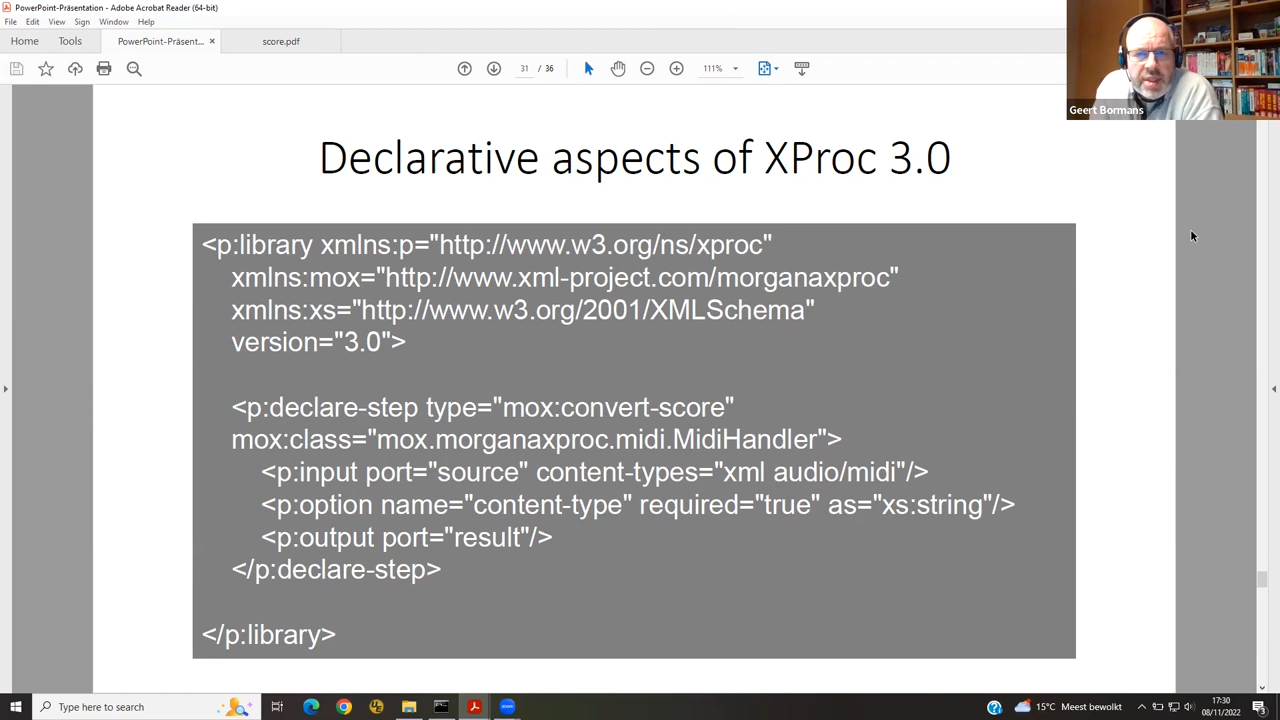 PowerPoint-Präsentation - Adobe Acrobat Reader (64-bit)
File Edit View Sign Window Help
Home Tools PowerPoint-Präsent... × score.pdf
31 / 36 111%
Geert Bormans
Declarative aspects of XProc 3.0
<p:library xmlns:p="http://www.w3.org/ns/xproc"
xmlns:mox="http://www.xml-project.com/morganaxproc"
xmlns:xs="http://www.w3.org/2001/XMLSchema"
version="3.0">
<p:declare-step type="mox:convert-score"
mox:class="mox.morganaxproc.midi.MidiHandler">
<p:input port="source" content-types="xml audio/midi"/>
<p:option name="content-type" required="true" as="xs:string"/>
<p:output port="result"/>
</p:declare-step>
</p:library>
Type here to search
15°C Meest bewolkt
17:30
08/11/2022